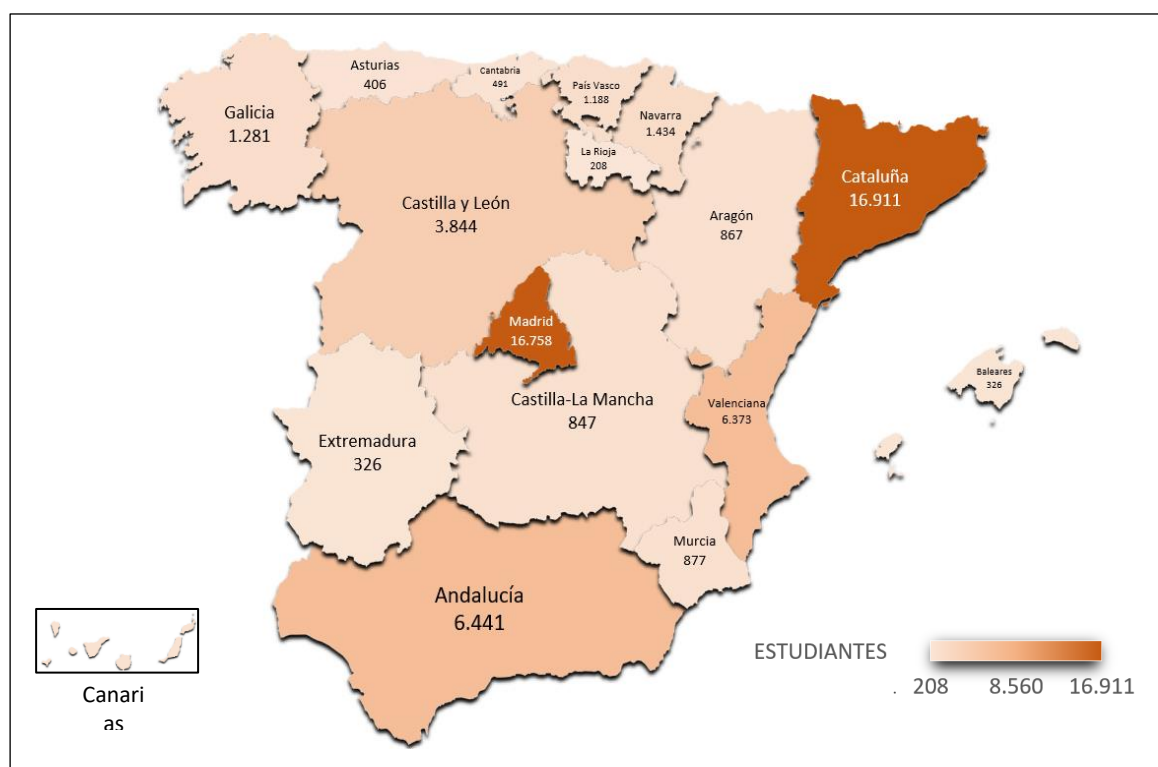 Asturias
406
Cantabria
491
País Vasco
1.188
Navarra
1.434
Galicia
1.281
La Rioja
208
Cataluña
16.911
Castilla y León
3.844
Aragón
867
Madrid
16.758
Baleares
326
Castilla-La Mancha
847
Valenciana
6.373
Extremadura
326
Murcia
877
Andalucía
6.441
Canari
as
ESTUDIANTES
. 208 8.560 16.911